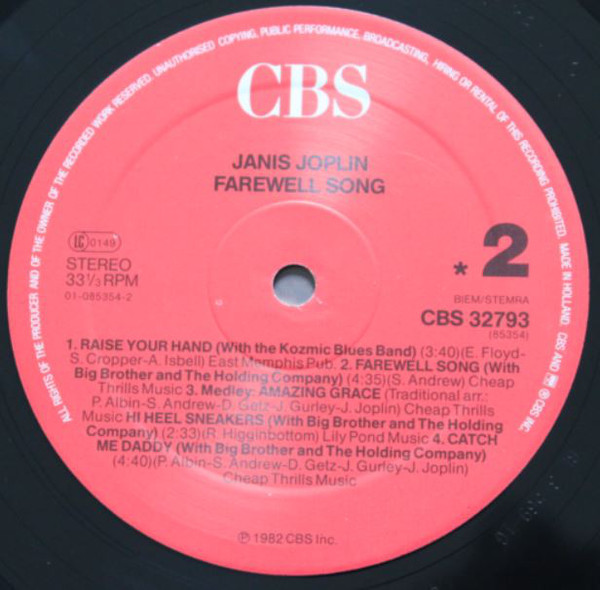 ALL RIGHTS OF THE PRODUCER AND OF THE OWNER OF THE RECORDED WORK RESERVED. UNAUTHORISED COPYING, PUBLIC PERFORMANCE, BROADCASTING, HIRING OR RENTAL OF THIS RECORDING PROHIBITED. MADE IN HOLLAND. CBS AND ℗ CBS INC.
CBS
JANIS JOPLIN
FAREWELL SONG
LC 0149
STEREO
33 1/3 RPM
01-085354-2
* 2
BIEM/STEMRA
CBS 32793
(85354)
1. RAISE YOUR HAND (With the Kozmic Blues Band) (3:40)(E. Floyd-
S. Cropper-A. Isbell) East Memphis Pub. 2. FAREWELL SONG (With
Big Brother and The Holding Company) (4:35)(S. Andrew) Cheap
Thrills Music 3. Medley: AMAZING GRACE (Traditional arr.:
P. Albin-S. Andrew-D. Getz-J. Gurley-J. Joplin) Cheap Thrills
Music HI HEEL SNEAKERS (With Big Brother and The Holding
Company) (2:33)(R. Higginbottom) Lily Pond Music 4. CATCH
ME DADDY (With Big Brother and The Holding Company)
(4:40)(P. Albin-S. Andrew-D. Getz-J. Gurley-J. Joplin)
Cheap Thrills Music
℗ 1982 CBS Inc.